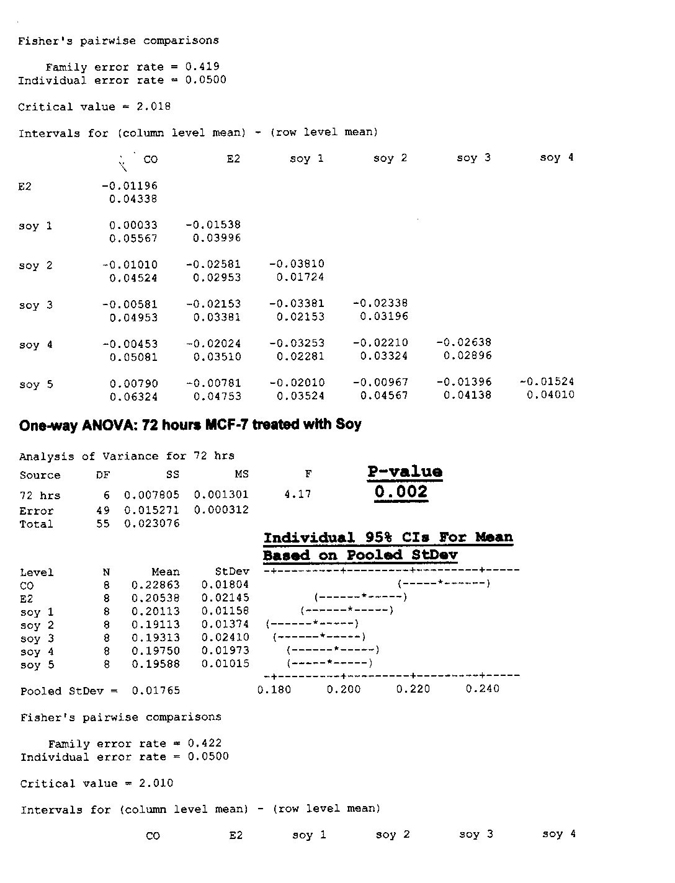 Fisher's pairwise comparisons
Family error rate = 0.419
Individual error rate = 0.0500
Critical value = 2.018
Intervals for (column level mean) - (row level mean)
CO E2 soy 1 soy 2 soy 3 soy 4
E2 -0.01196
0.04338
soy 1 0.00033 -0.01538
0.05567 0.03996
soy 2 -0.01010 -0.02581 -0.03810
0.04524 0.02953 0.01724
soy 3 -0.00581 -0.02153 -0.03381 -0.02338
0.04953 0.03381 0.02153 0.03196
soy 4 -0.00453 -0.02024 -0.03253 -0.02210 -0.02638
0.05081 0.03510 0.02281 0.03324 0.02896
soy 5 0.00790 -0.00781 -0.02010 -0.00967 -0.01396 -0.01524
0.06324 0.04753 0.03524 0.04567 0.04138 0.04010
One-way ANOVA: 72 hours MCF-7 treated with Soy
Analysis of Variance for 72 hrs
Source DF SS MS F P-value
72 hrs 6 0.007805 0.001301 4.17 0.002
Error 49 0.015271 0.000312
Total 55 0.023076
Individual 95% CIs For Mean
Based on Pooled StDev
Level N Mean StDev -+---------+---------+---------+-----
CO 8 0.22863 0.01804 (-----*------)
E2 8 0.20538 0.02145 (------*-----)
soy 1 8 0.20113 0.01158 (------*-----)
soy 2 8 0.19113 0.01374 (------*-----)
soy 3 8 0.19313 0.02410 (------*-----)
soy 4 8 0.19750 0.01973 (------*-----)
soy 5 8 0.19588 0.01015 (-----*-----)
-+---------+---------+---------+-----
Pooled StDev = 0.01765 0.180 0.200 0.220 0.240
Fisher's pairwise comparisons
Family error rate = 0.422
Individual error rate = 0.0500
Critical value = 2.010
Intervals for (column level mean) - (row level mean)
CO E2 soy 1 soy 2 soy 3 soy 4